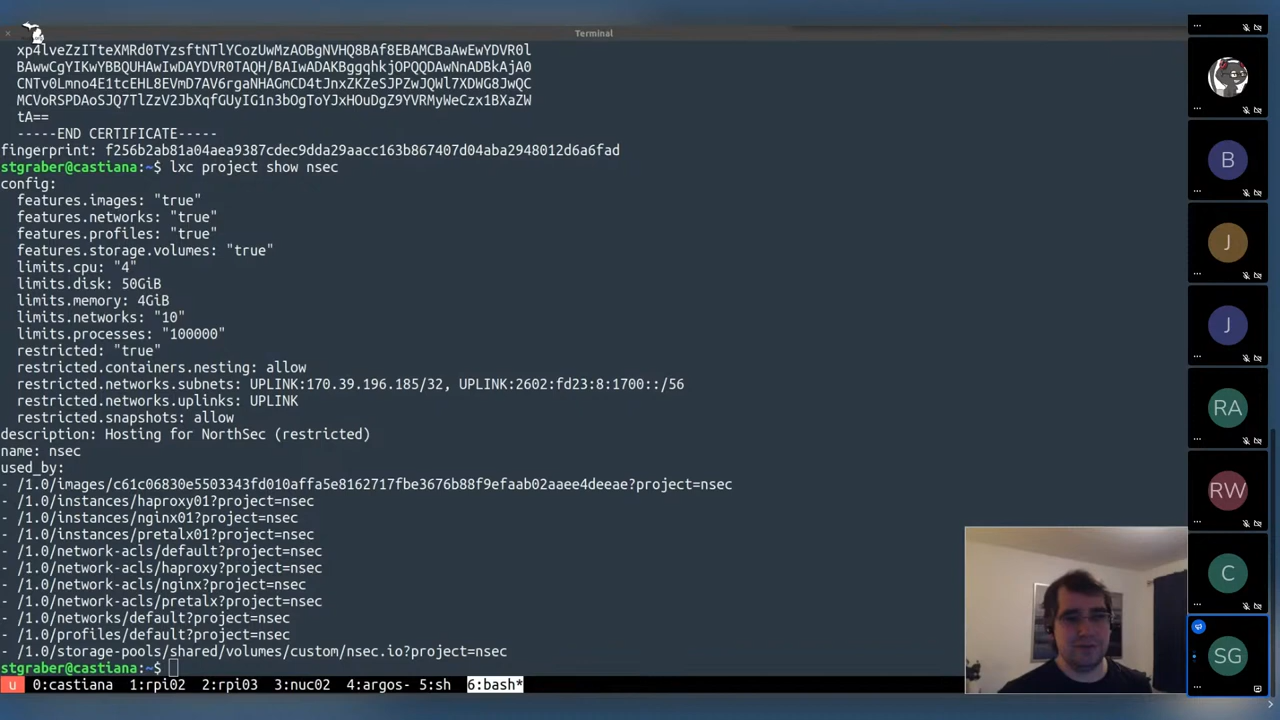 Terminal
xp4lveZzITteXMRd0TYzsftNTlYCozUwMzAOBgNVHQ8BAf8EBAMCBaAwEwYDVR0l
BAwwCgYIKwYBBQUHAwIwDAYDVR0TAQH/BAIwADAKBggqhkjOPQQDAwNnADBkAjA0
CNTv0Lmno4E1tcEHL8EVmD7AV6rgaNHAGmCD4tJnxZKZeSJPZwJQWl7XDWG8JwQC
MCVoRSPDAoSJQ7TlZzV2JbXqfGUyIG1n3bOgToYJxHOuDgZ9YVRMyWeCzx1BXaZW
tA==
-----END CERTIFICATE-----
fingerprint: f256b2ab81a04aea9387cdec9dda29aacc163b867407d04aba2948012d6a6fad
stgraber@castiana:~$ lxc project show nsec
config:
features.images: "true"
features.networks: "true"
features.profiles: "true"
features.storage.volumes: "true"
limits.cpu: "4"
limits.disk: 50GiB
limits.memory: 4GiB
limits.networks: "10"
limits.processes: "100000"
restricted: "true"
restricted.containers.nesting: allow
restricted.networks.subnets: UPLINK:170.39.196.185/32, UPLINK:2602:fd23:8:1700::/56
restricted.networks.uplinks: UPLINK
restricted.snapshots: allow
description: Hosting for NorthSec (restricted)
name: nsec
used_by:
- /1.0/images/c61c06830e5503343fd010affa5e8162717fbe3676b88f9efaab02aaee4deeae?project=nsec
- /1.0/instances/haproxy01?project=nsec
- /1.0/instances/nginx01?project=nsec
- /1.0/instances/pretalx01?project=nsec
- /1.0/network-acls/default?project=nsec
- /1.0/network-acls/haproxy?project=nsec
- /1.0/network-acls/nginx?project=nsec
- /1.0/network-acls/pretalx?project=nsec
- /1.0/networks/default?project=nsec
- /1.0/profiles/default?project=nsec
- /1.0/storage-pools/shared/volumes/custom/nsec.io?project=nsec
stgraber@castiana:~$
u 0:castiana 1:rpi02 2:rpi03 3:nuc02 4:argos- 5:sh 6:bash*
B
J
J
RA
RW
C
SG